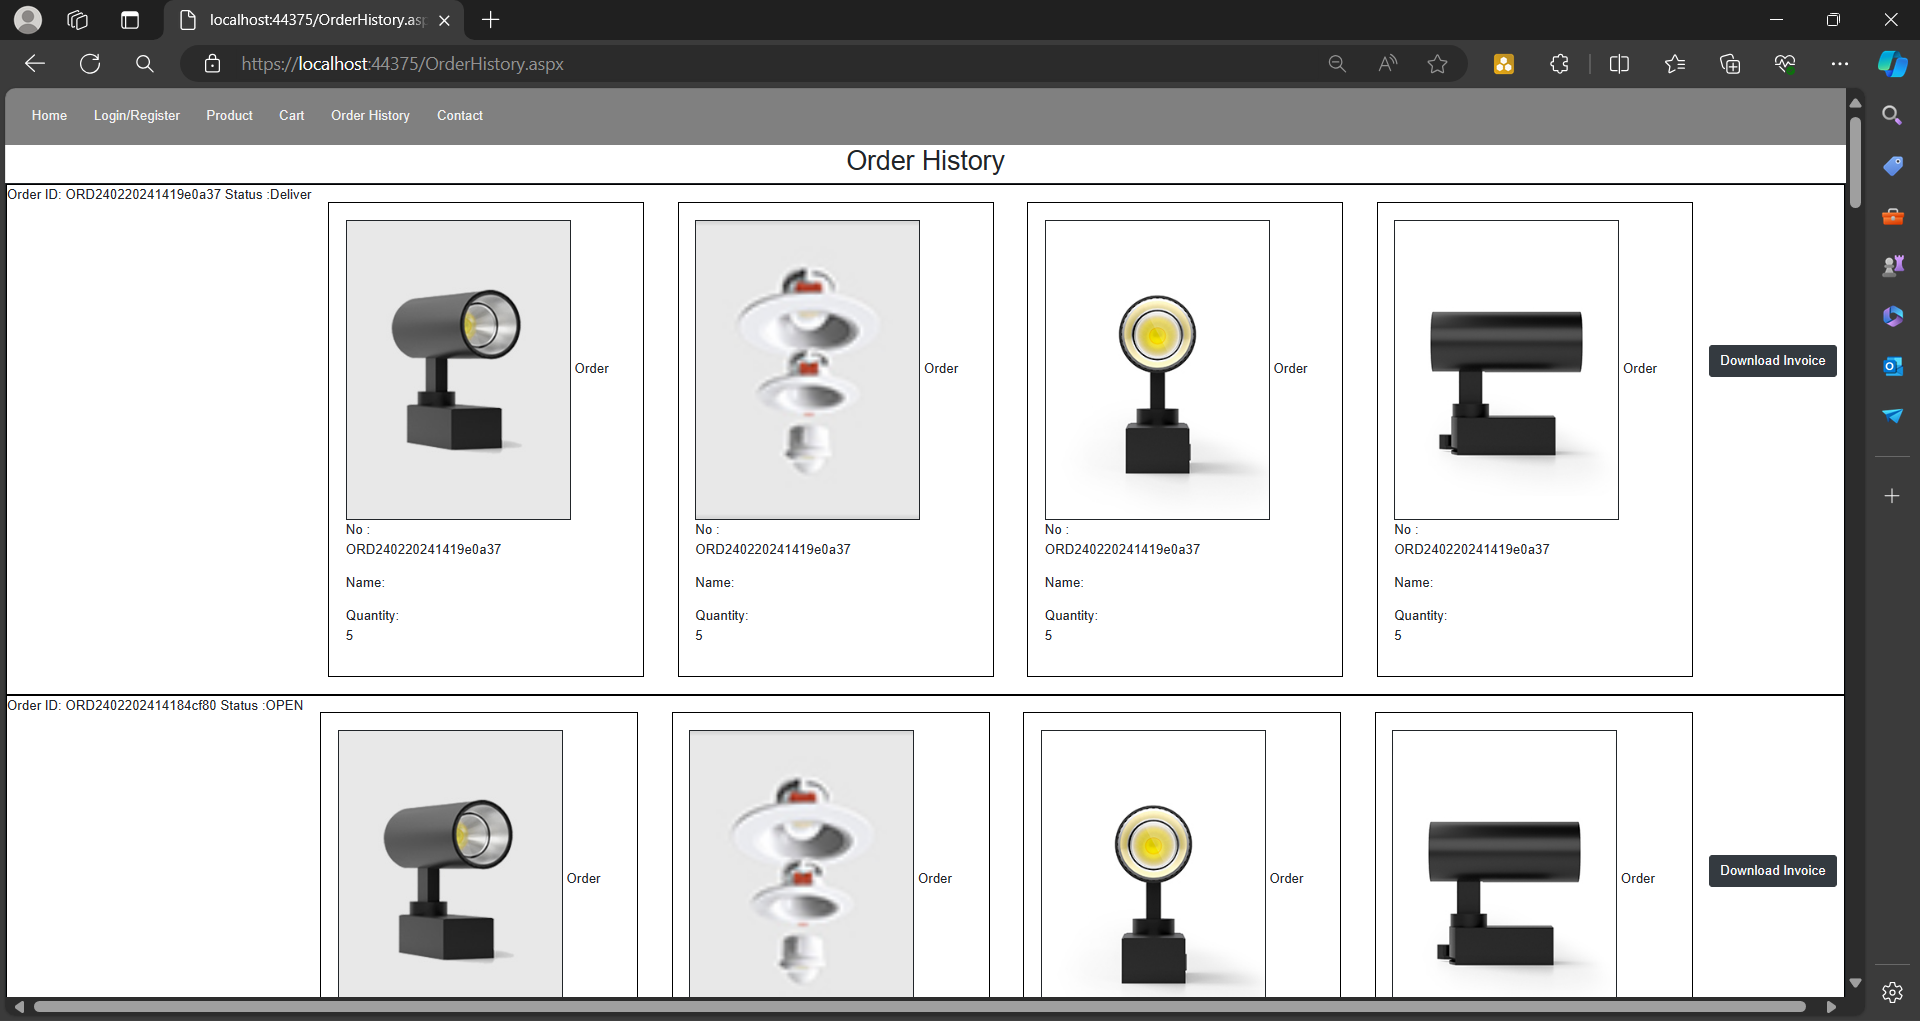 localhost:44375/OrderHistory.asp
https://localhost:44375/OrderHistory.aspx
Home Login/Register Product Cart Order History Contact
Order History
Order ID: ORD240220241419e0a37 Status :Deliver
Order Order Order Order
Download Invoice
No : No : No : No :
ORD240220241419e0a37 ORD240220241419e0a37 ORD240220241419e0a37 ORD240220241419e0a37
Name: Name: Name: Name:
Quantity: Quantity: Quantity: Quantity:
5 5 5 5
Order ID: ORD2402202414184cf80 Status :OPEN
Order Order Order Order
Download Invoice